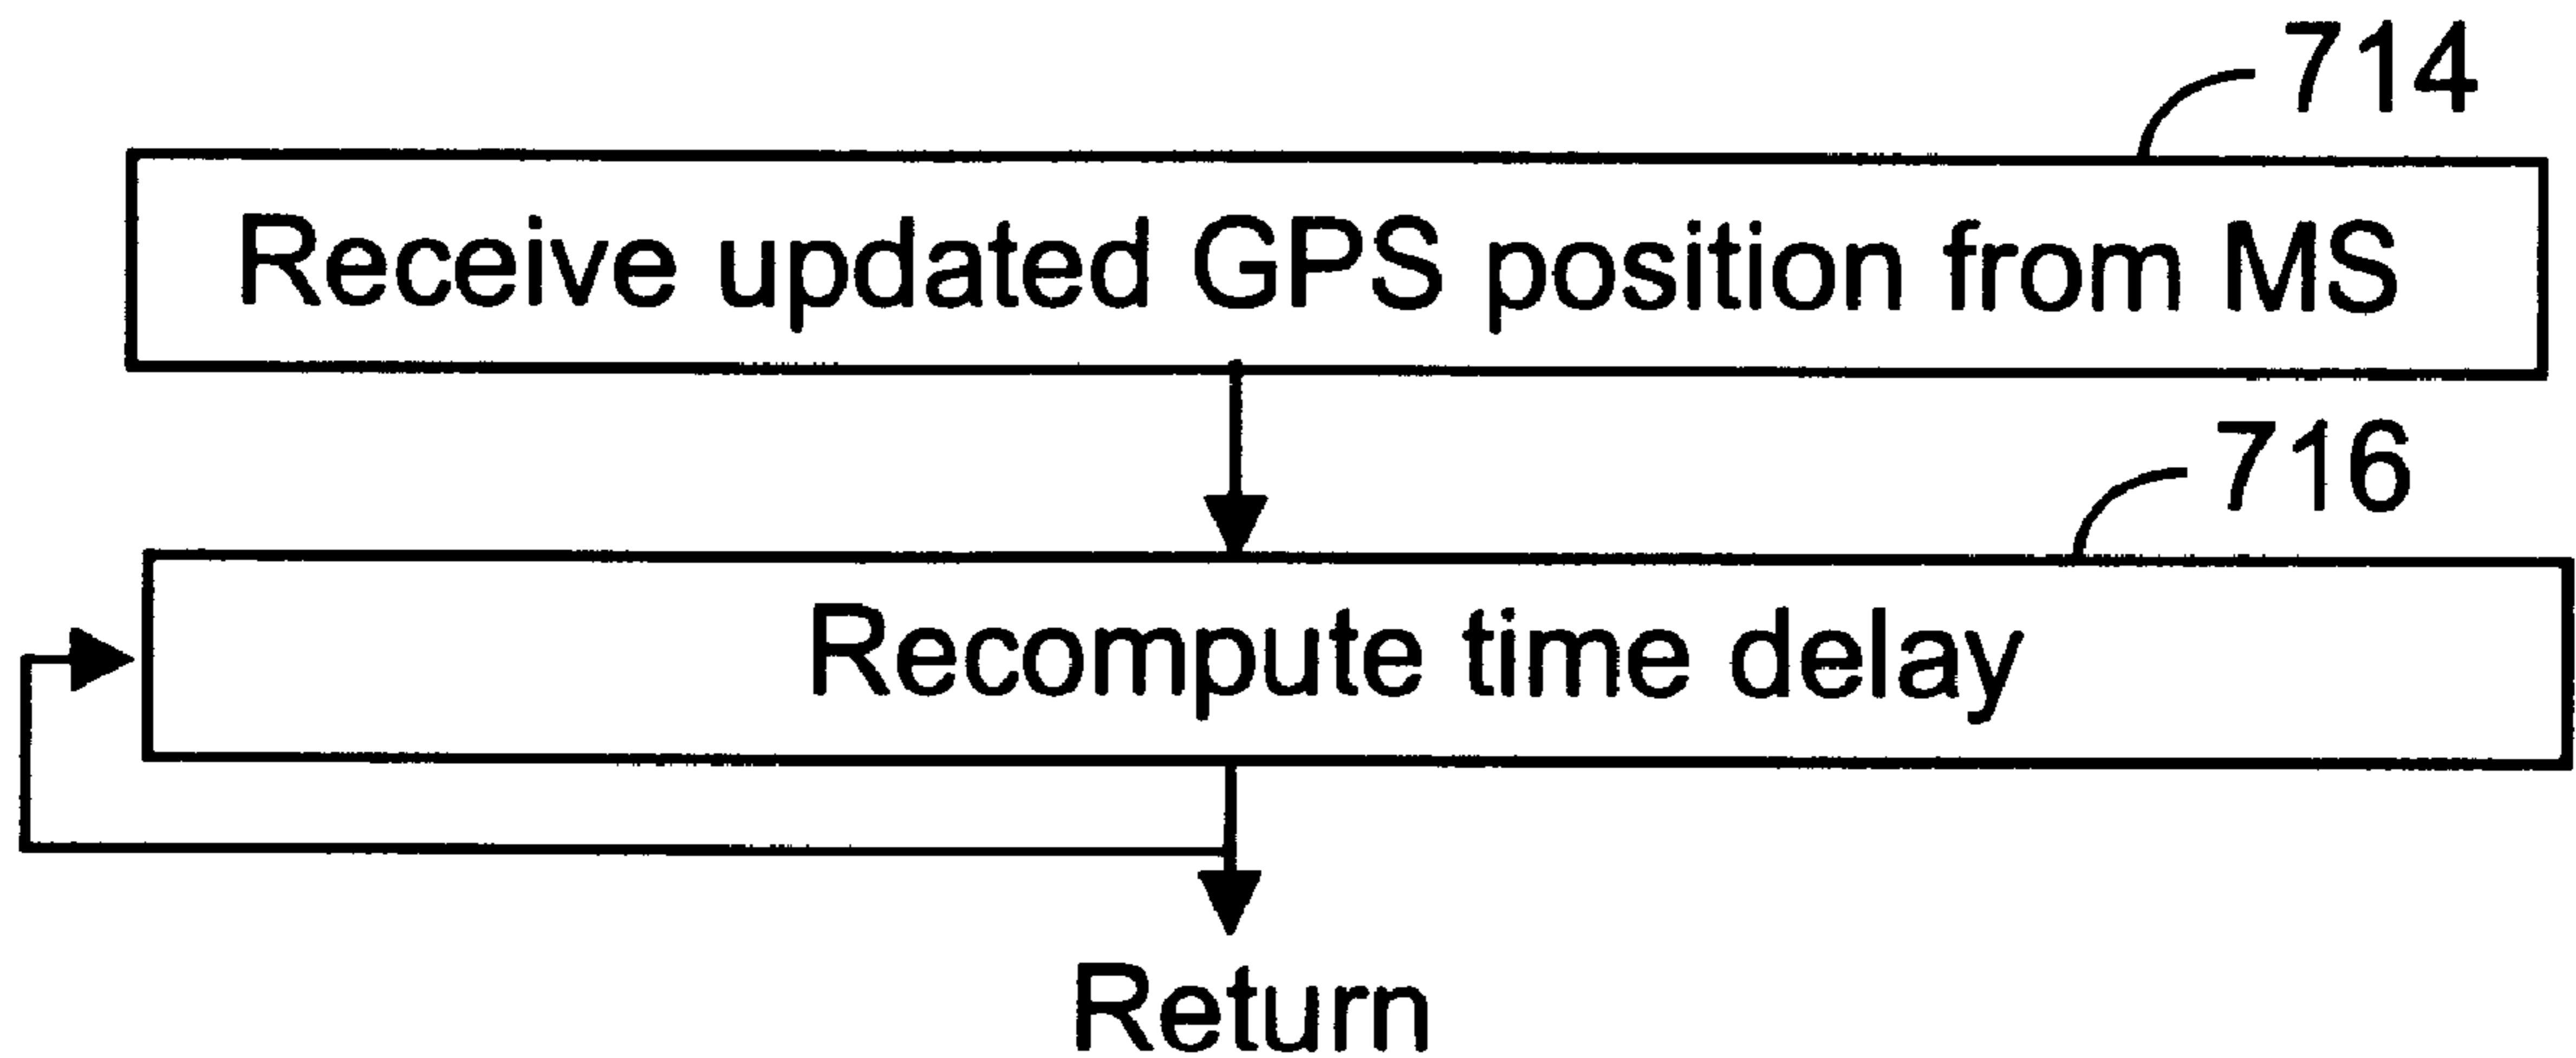 714
Receive updated GPS position from MS
716
Recompute time delay
Return